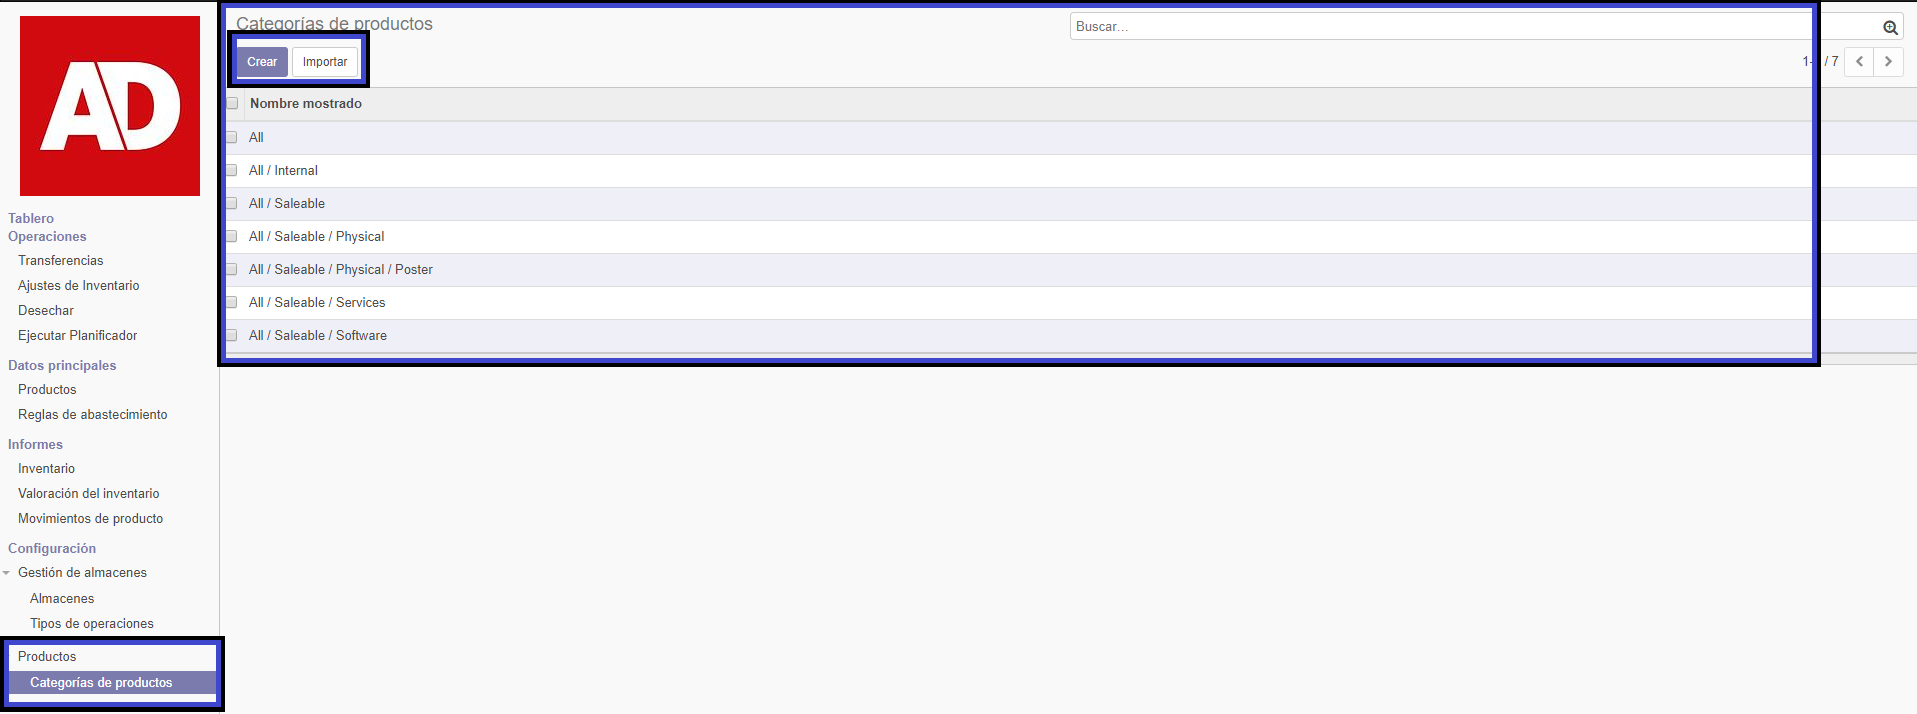 AD
Tablero
Operaciones
Transferencias
Ajustes de Inventario
Desechar
Ejecutar Planificador
Datos principales
Productos
Reglas de abastecimiento
Informes
Inventario
Valoración del inventario
Movimientos de producto
Configuración
Gestión de almacenes
Almacenes
Tipos de operaciones
Productos
Categorías de productos
Categorías de productos
Buscar...
Crear Importar
1- / 7
Nombre mostrado
All
All / Internal
All / Saleable
All / Saleable / Physical
All / Saleable / Physical / Poster
All / Saleable / Services
All / Saleable / Software